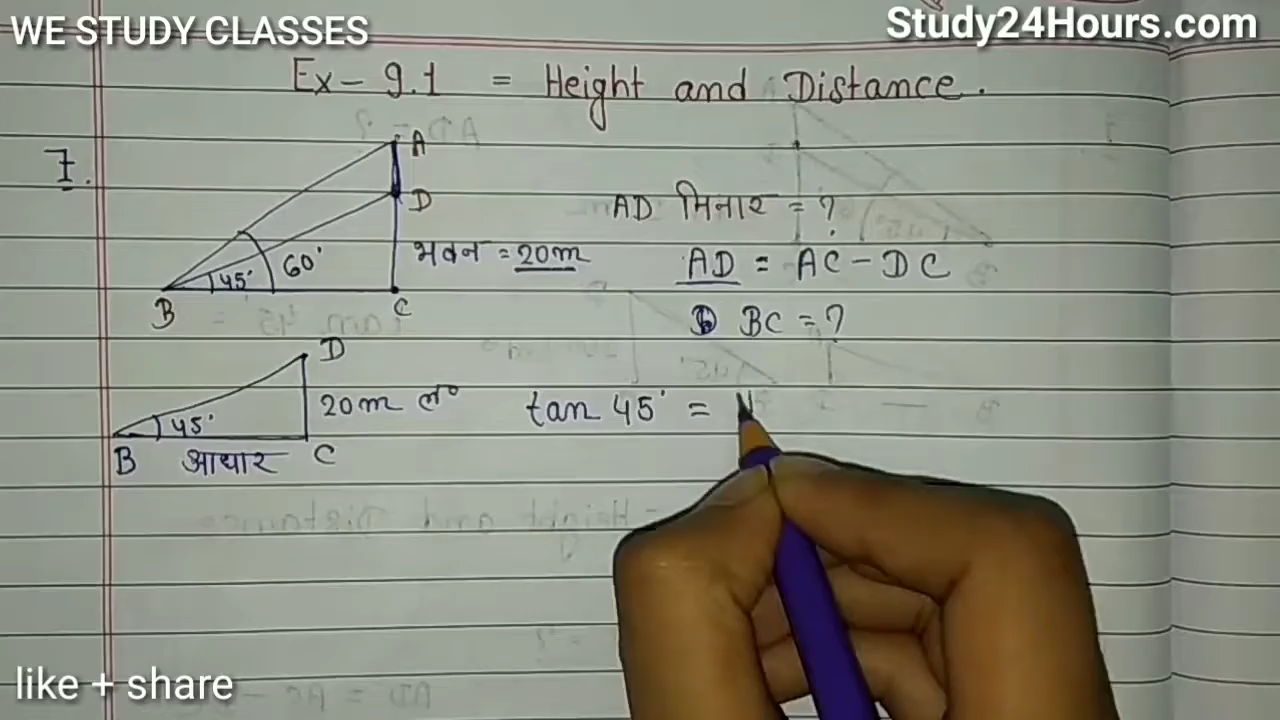 WE STUDY CLASSES
Study24Hours.com
Ex- 9.1 = Height and Distance.
7.
A
D
AD मिनार = ?
45° 60°
भवन = 20m
AD = AC - DC
B C
BC = ?
D
45°
20m ल०
tan 45° =
B आधार C
like + share